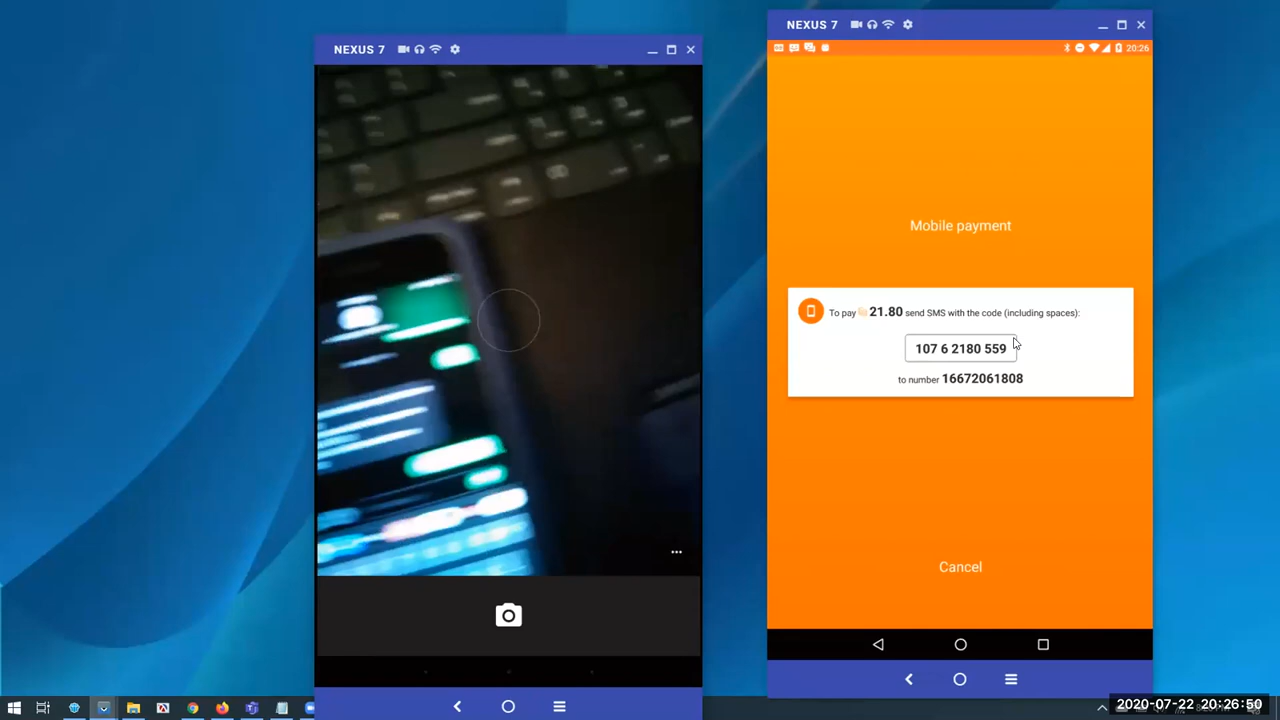 NEXUS 7
NEXUS 7
20:26
Mobile payment
To pay 21.80 send SMS with the code (including spaces):
107 6 2180 559
to number 16672061808
Cancel
2020-07-22 20:26:50